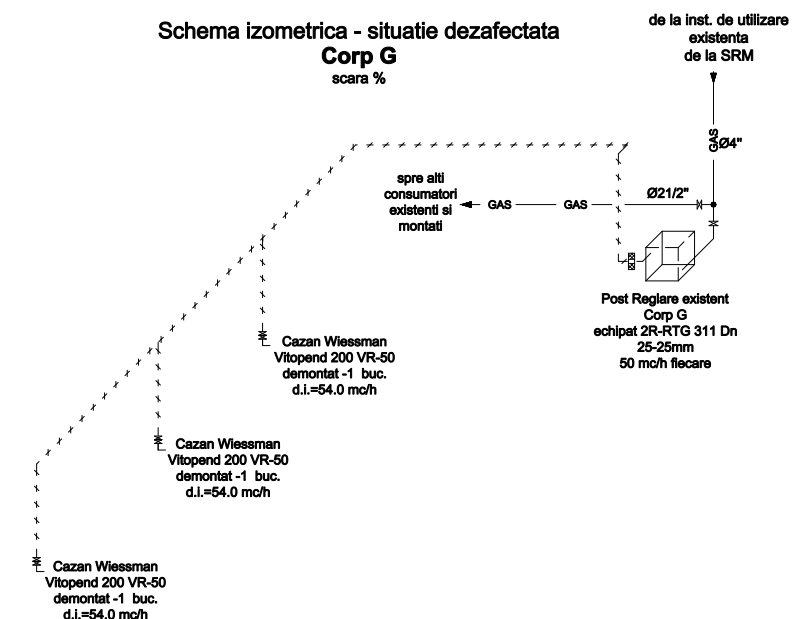 Schema izometrica - situatie dezafectata
Corp G
scara %
de la inst. de utilizare
existenta
de la SRM
GAS
Ø4"
spre alti
consumatori
existenti si
montati
GAS
GAS
Ø21/2"
Post Reglare existent
Corp G
echipat 2R-RTG 311 Dn
25-25mm
50 mc/h fiecare
Cazan Wiessman
Vitopend 200 VR-50
demontat -1 buc.
d.i.=54.0 mc/h
Cazan Wiessman
Vitopend 200 VR-50
demontat -1 buc.
d.i.=54.0 mc/h
Cazan Wiessman
Vitopend 200 VR-50
demontat -1 buc.
d.i.=54.0 mc/h